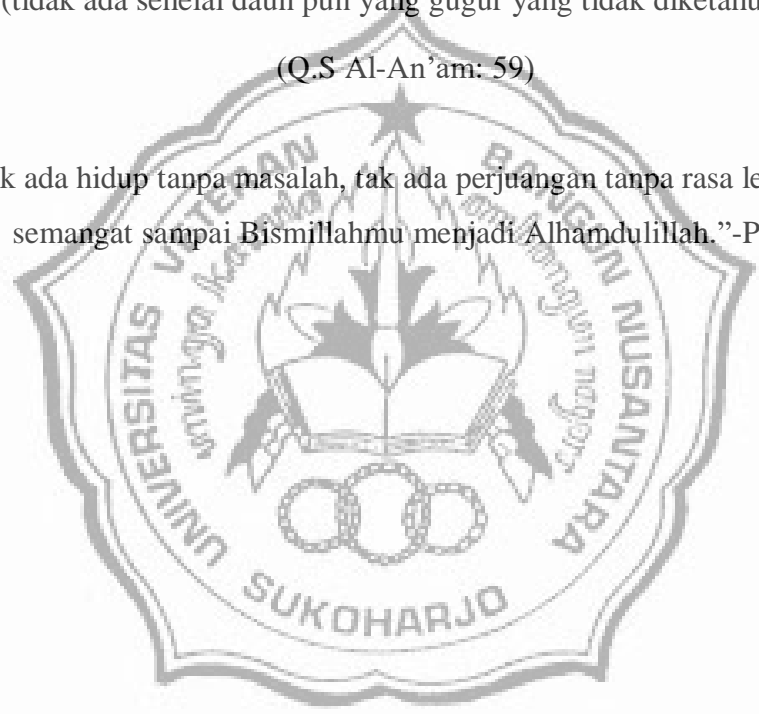 (tidak ada sehelai daun pun yang gugur yang tidak
(Q.S Al-An’am: 59)
ada hidup tanpa masalah, tak ada perjuangan tanpa rasa
semangat sampai Bismillahmu menjadi Alhamdulillah.”-P
UNIVERSITAS VETERAN BANGUN NUSANTARA
SUKOHARJO